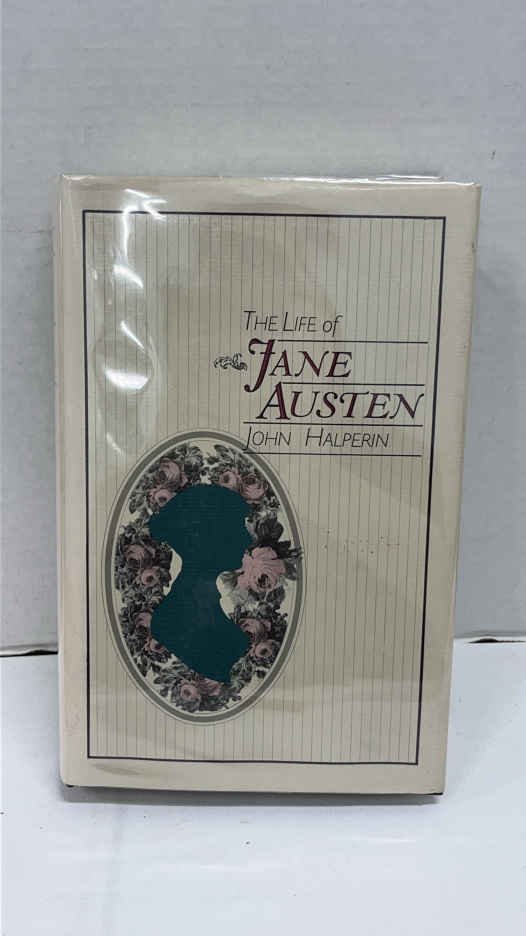 THE LIFE of
JANE
AUSTEN
JOHN HALPERIN